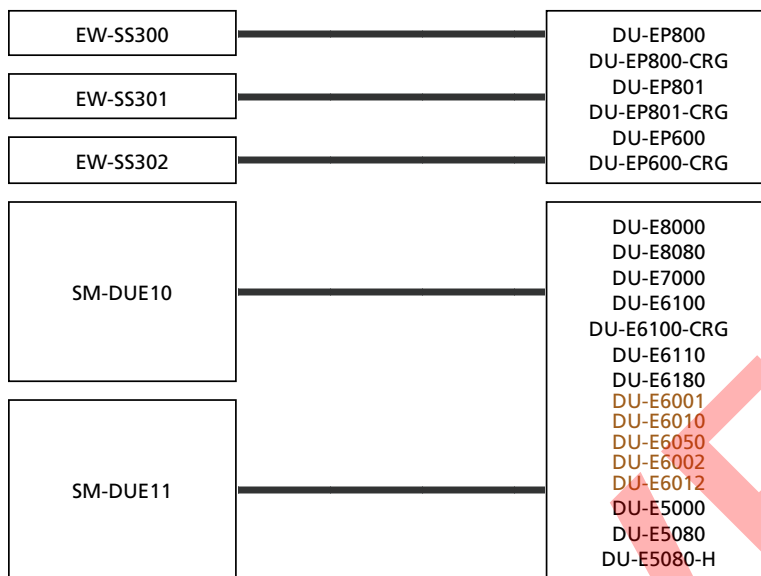 EW-SS300
EW-SS301
EW-SS302
DU-EP800
DU-EP800-CRG
DU-EP801
DU-EP801-CRG
DU-EP600
DU-EP600-CRG
SM-DUE10
SM-DUE11
DU-E8000
DU-E8080
DU-E7000
DU-E6100
DU-E6100-CRG
DU-E6110
DU-E6180
DU-E6001
DU-E6010
DU-E6050
DU-E6002
DU-E6012
DU-E5000
DU-E5080
DU-E5080-H